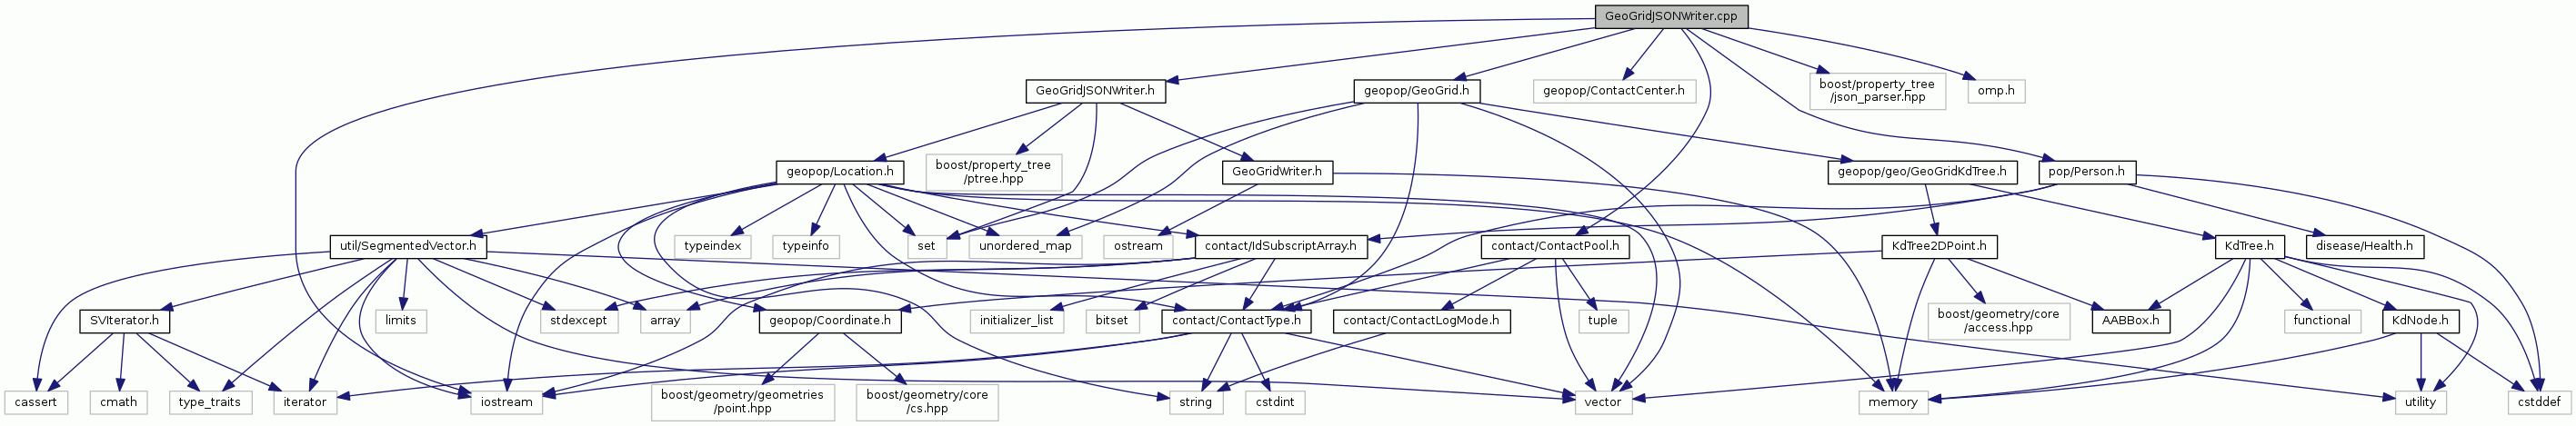 GeoGridJSONWriter.cpp
GeoGridJSONWriter.h
geopop/GeoGrid.h
geopop/ContactCenter.h
boost/property_tree
/json_parser.hpp
omp.h
geopop/Location.h
boost/property_tree
/ptree.hpp
GeoGridWriter.h
geopop/geo/GeoGridKdTree.h
pop/Person.h
util/SegmentedVector.h
typeindex
typeinfo
set
unordered_map
ostream
contact/IdSubscriptArray.h
contact/ContactPool.h
KdTree2DPoint.h
KdTree.h
disease/Health.h
SVIterator.h
limits
stdexcept
array
geopop/Coordinate.h
initializer_list
bitset
contact/ContactType.h
contact/ContactLogMode.h
tuple
boost/geometry/core
/access.hpp
AABBox.h
functional
KdNode.h
cassert
cmath
type_traits
iterator
iostream
boost/geometry/geometries
/point.hpp
boost/geometry/core
/cs.hpp
string
cstdint
vector
memory
utility
cstddef